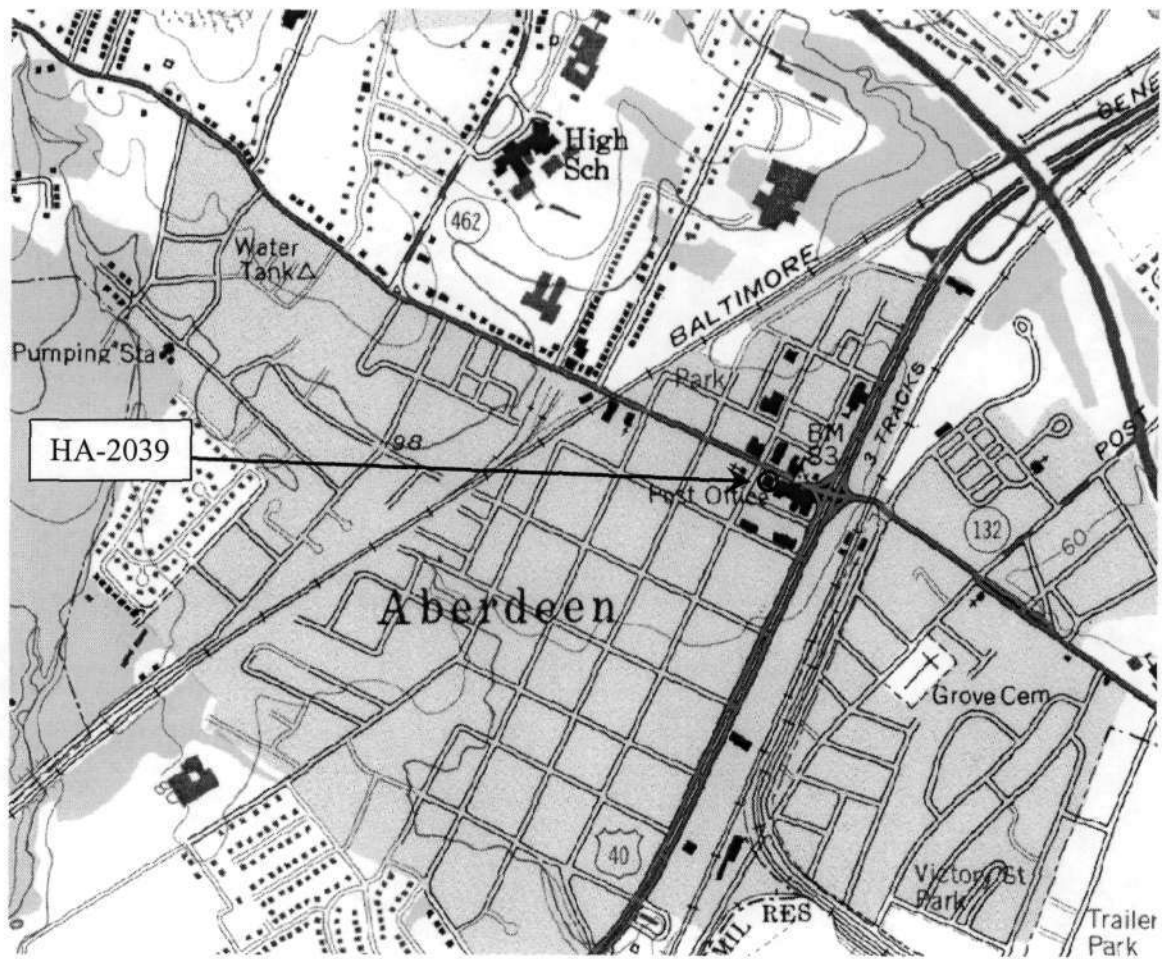 GENE
High
Sch
462
BALTIMORE
Water
Tank
Pumping Sta
Park
3 TRACKS
98
BM
83
POST
HA-2039
Post Office
132
60
Aberdeen
Grove Cem
40
Victory St
Park
RES
MIL
Trailer
Park